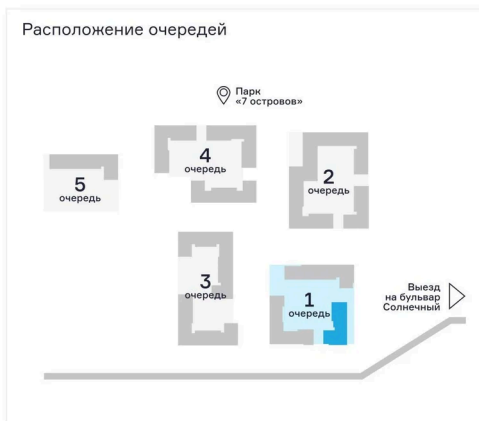 Расположение очередей
Парк
«7 островов»
4
очередь
2
очередь
5
очередь
3
очередь
1
очередь
Выезд
на бульвар
Солнечный